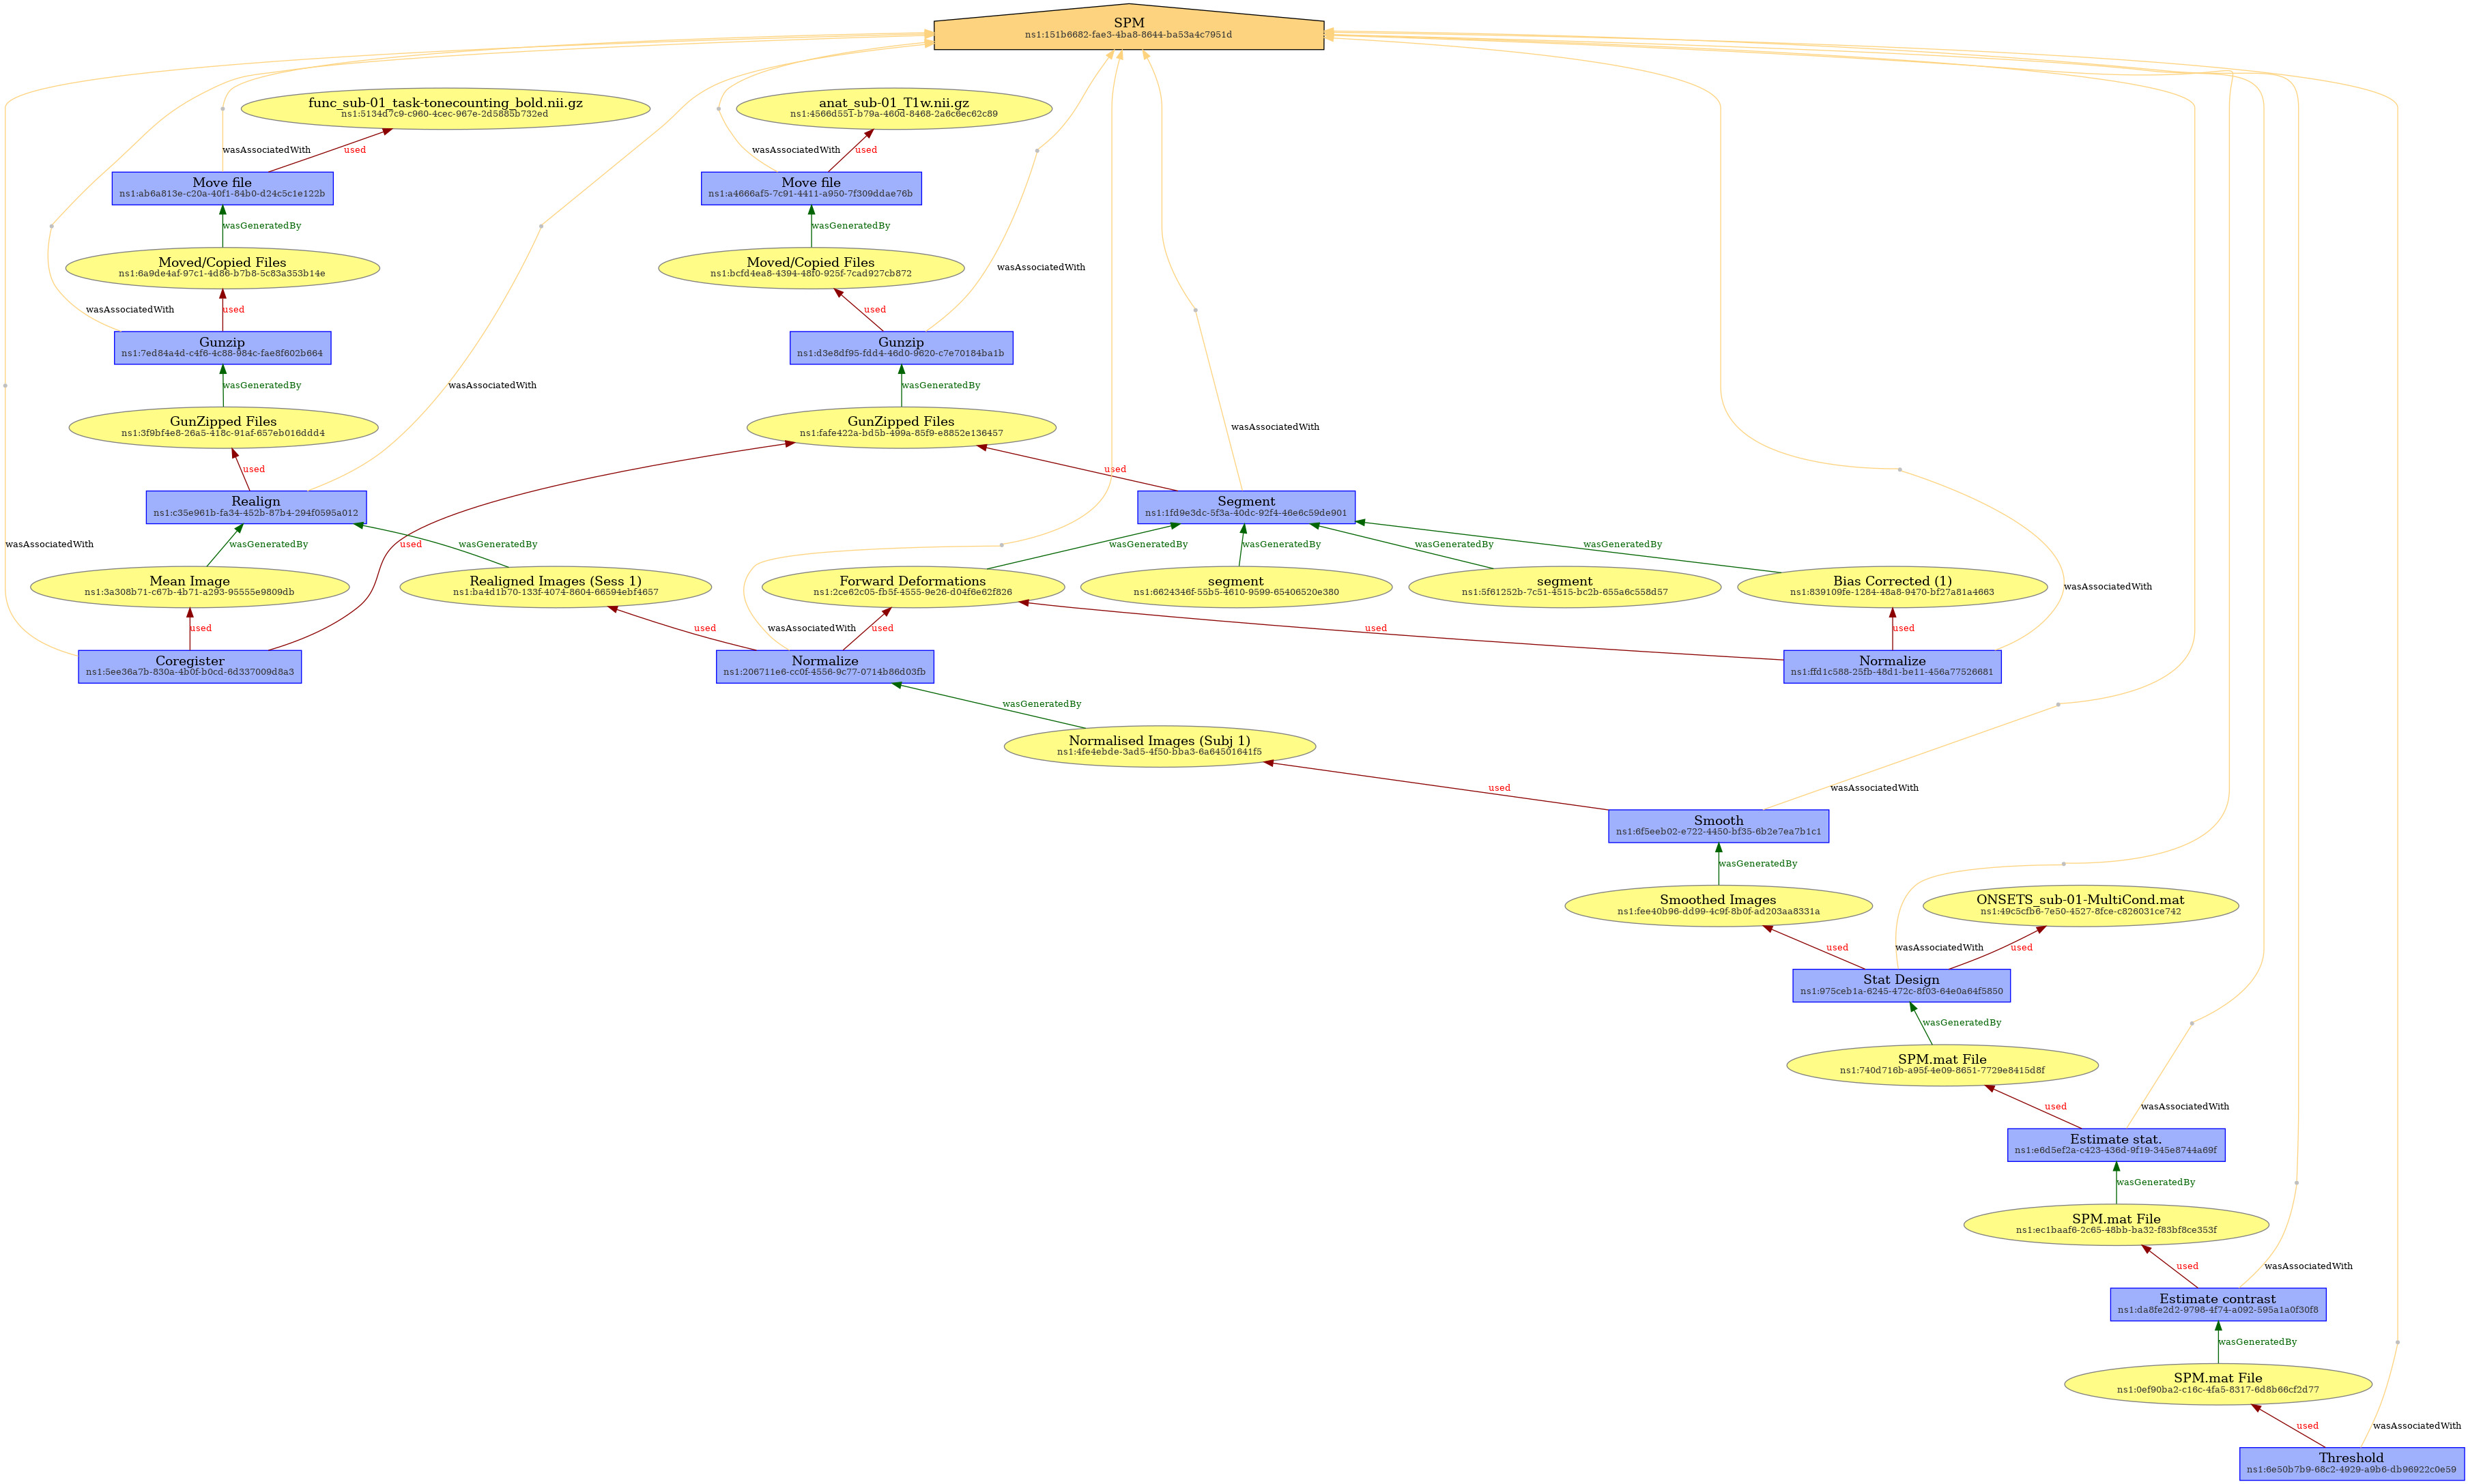 SPM
ns1:151b6682-fae3-4ba8-8644-ba53a4c7951d
func_sub-01_task-tonecounting_bold.nii.gz
ns1:5134d7c9-c960-4cec-967e-2d5885b732ed
anat_sub-01_T1w.nii.gz
ns1:4566d551-b79a-460d-8468-2a6c6ec62c89
wasAssociatedWith
used
wasAssociatedWith
used
Move file
ns1:ab6a813e-c20a-40f1-84b0-d24c5c1e122b
Move file
ns1:a4666af5-7c91-4411-a950-7f309ddae76b
wasGeneratedBy
wasGeneratedBy
Moved/Copied Files
ns1:6a9de4af-97c1-4d86-b7b8-5c83a353b14e
Moved/Copied Files
ns1:bcfd4ea8-4394-48f0-925f-7cad927cb872
wasAssociatedWith
wasAssociatedWith
used
used
Gunzip
ns1:7ed84a4d-c4f6-4c88-984c-fae8f602b664
Gunzip
ns1:d3e8df95-fdd4-46d0-9620-c7e70184ba1b
wasGeneratedBy
wasAssociatedWith
wasGeneratedBy
GunZipped Files
ns1:3f9bf4e8-26a5-418c-91af-657eb016ddd4
GunZipped Files
ns1:fafe422a-bd5b-499a-85f9-e8852e136457
wasAssociatedWith
used
used
Realign
ns1:c35e961b-fa34-452b-87b4-294f0595a012
Segment
ns1:1fd9e3dc-5f3a-40dc-92f4-46e6c59de901
wasAssociatedWith
wasGeneratedBy
used
wasGeneratedBy
wasGeneratedBy
wasGeneratedBy
wasGeneratedBy
wasGeneratedBy
Mean Image
ns1:3a308b71-c67b-4b71-a293-95555e9809db
Realigned Images (Sess 1)
ns1:ba4d1b70-133f-4074-8604-66594ebf4657
Forward Deformations
ns1:2ce62c05-fb5f-4555-9e26-d04f6e62f826
segment
ns1:6624346f-55b5-4610-9599-65406520e380
segment
ns1:5f61252b-7c51-4515-bc2b-655a6c558d57
Bias Corrected (1)
ns1:839109fe-1284-48a8-9470-bf27a81a4663
wasAssociatedWith
used
used
wasAssociatedWith
used
used
used
Coregister
ns1:5ee36a7b-830a-4b0f-b0cd-6d337009d8a3
Normalize
ns1:206711e6-cc0f-4556-9c77-0714b86d03fb
Normalize
ns1:ffd1c588-25fb-48d1-be11-456a77526681
wasGeneratedBy
Normalised Images (Subj 1)
ns1:4fe4ebde-3ad5-4f50-bba3-6a64501641f5
used
wasAssociatedWith
Smooth
ns1:6f5eeb02-e722-4450-bf35-6b2e7ea7b1c1
wasGeneratedBy
Smoothed Images
ns1:fee40b96-dd99-4c9f-8b0f-ad203aa8331a
ONSETS_sub-01-MultiCond.mat
ns1:49c5cfb6-7e50-4527-8fce-c826031ce742
used
wasAssociatedWith
used
Stat Design
ns1:975ceb1a-6245-472c-8f03-64e0a64f5850
wasGeneratedBy
SPM.mat File
ns1:740d716b-a95f-4e09-8651-7729e8415d8f
used
wasAssociatedWith
Estimate stat.
ns1:e6d5ef2a-c423-436d-9f19-345e8744a69f
wasGeneratedBy
SPM.mat File
ns1:ec1baaf6-2c65-48bb-ba32-f83bf8ce353f
used
wasAssociatedWith
Estimate contrast
ns1:da8fe2d2-9798-4f74-a092-595a1a0f30f8
wasGeneratedBy
SPM.mat File
ns1:0ef90ba2-c16c-4fa5-8317-6d8b66cf2d77
used
wasAssociatedWith
Threshold
ns1:6e50b7b9-68c2-4929-a9b6-db96922c0e59